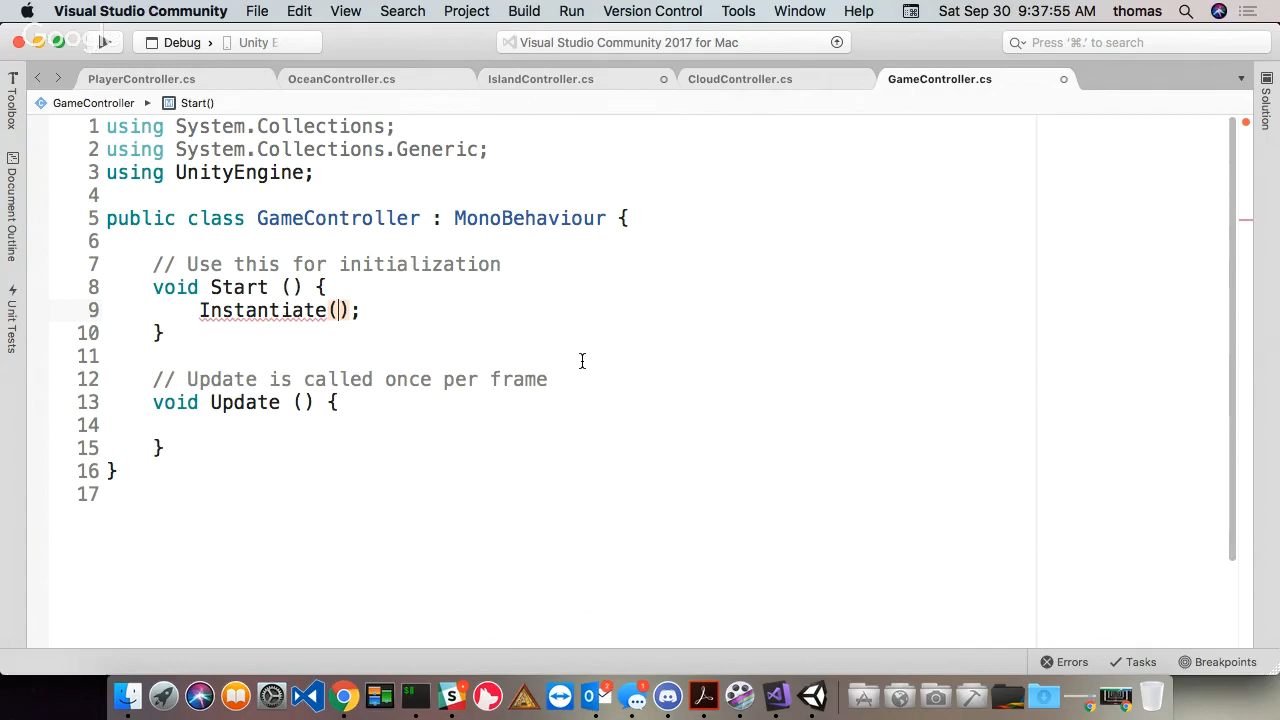 Visual Studio Community File Edit View Search Project Build Run Version Control Tools Window Help Sat Sep 30 9:37:55 AM thomas
Google
Debug › Unity E
Visual Studio Community 2017 for Mac
Press '⌘.' to search
PlayerController.cs OceanController.cs IslandController.cs CloudController.cs GameController.cs
GameController ▸ M Start()
Toolbox
Document Outline
Unit Tests
Solution
1 using System.Collections;
2 using System.Collections.Generic;
3 using UnityEngine;
4
5 public class GameController : MonoBehaviour {
6
7 // Use this for initialization
8 void Start () {
9 Instantiate();
10 }
11
12 // Update is called once per frame
13 void Update () {
14
15 }
16 }
17
Errors Tasks Breakpoints